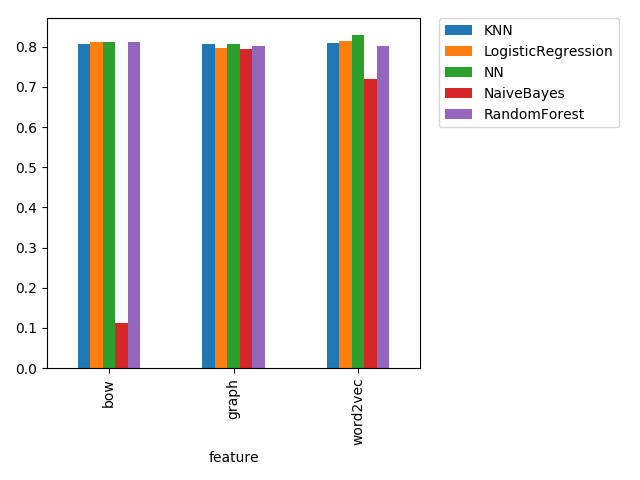 0.8
0.7
0.6
0.5
0.4
0.3
0.2
0.1
0.0
bow
graph
word2vec
feature
KNN
LogisticRegression
NN
NaiveBayes
RandomForest